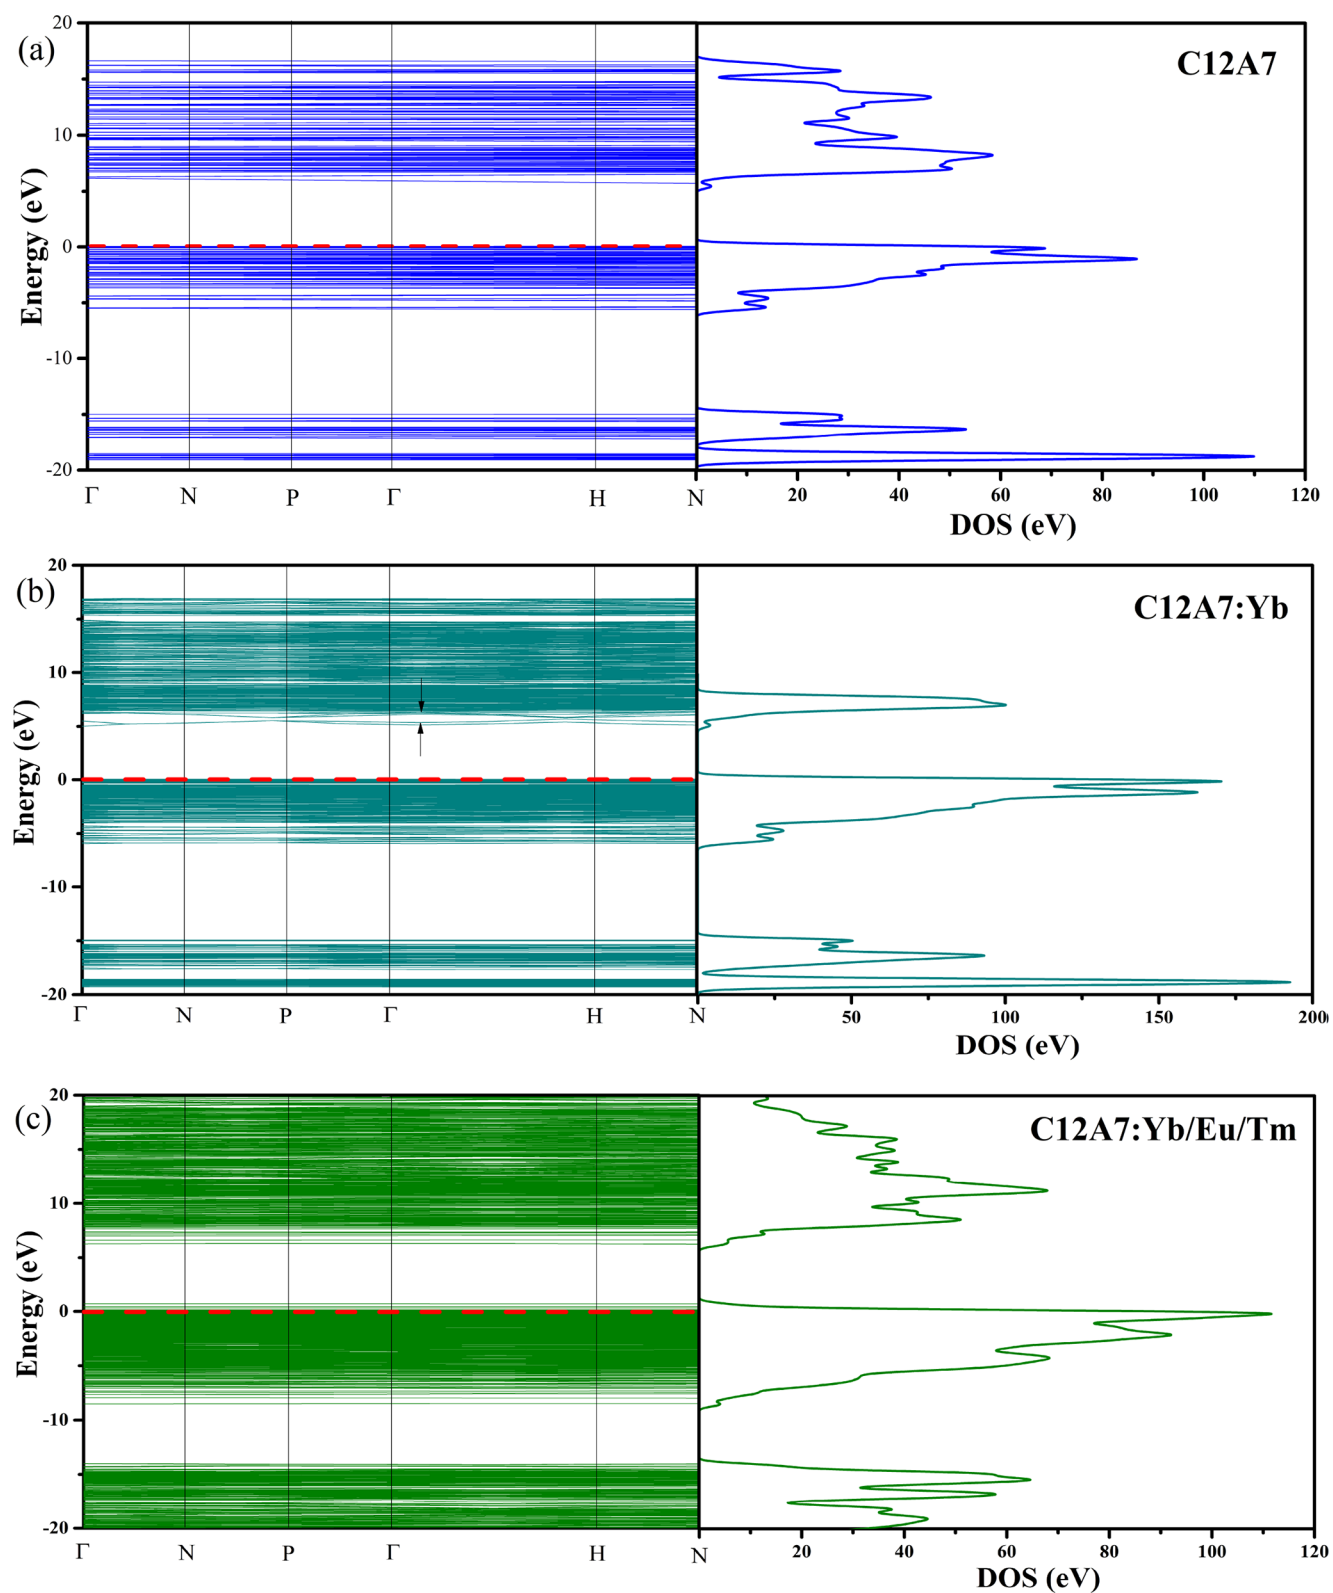 (a)
C12A7
Energy (eV)
20
10
0
-10
-20
Γ N P Γ H N
20 40 60 80 100 120
DOS (eV)
(b)
C12A7:Yb
Energy (eV)
20
10
0
-10
-20
Γ N P Γ H N
50 100 150 200
DOS (eV)
(c)
C12A7:Yb/Eu/Tm
Energy (eV)
20
10
0
-10
-20
Γ N P Γ H N
20 40 60 80 100 120
DOS (eV)